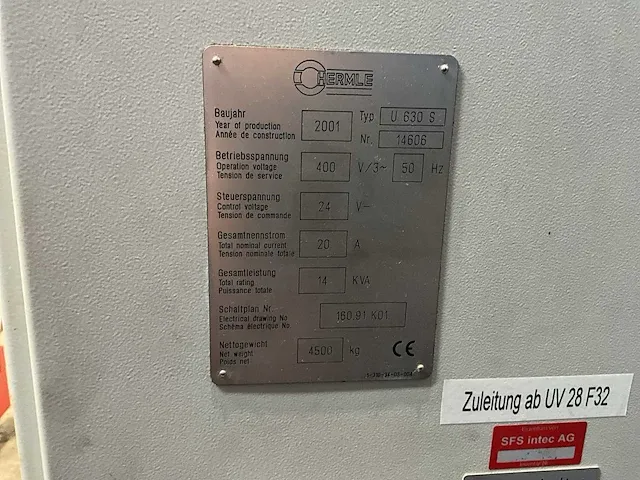 HERMLE
Baujahr
Year of production
Année de construction
2001
Typ U 630 S
Nr. 14606
Betriebsspannung
Operation voltage
Tension de service
400 V/3~ 50 Hz
Steuerspannung
Control voltage
Tension de commande
24 V
Gesamtnennstrom
Total nominal current
Tension nominale totale
20 A
Gesamtleistung
Total rating
Puissance totale
14 KVA
Schaltplan Nr.
Electrical drawing No
Schéma électrique No.
160.91 K01
Nettogewicht
Net weight
Poids net
4500 kg
CE
Zuleitung ab UV 28 F32
SFS intec AG